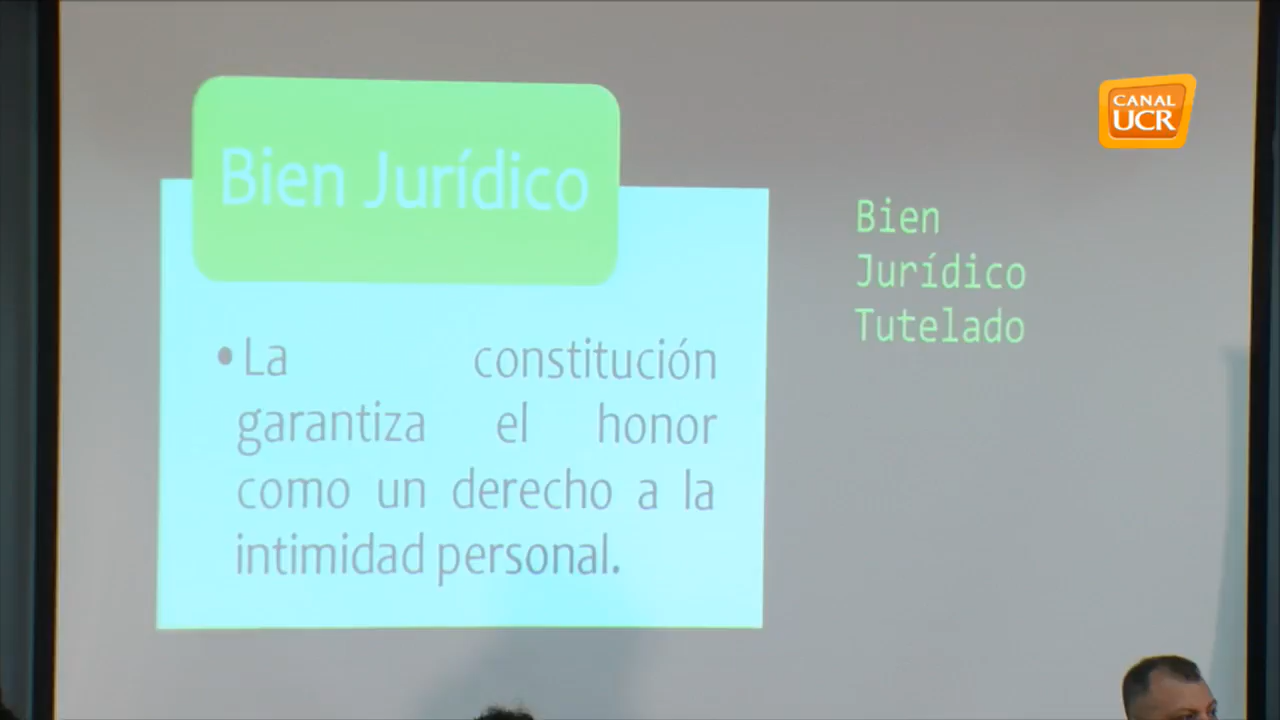 CANAL
UCR
Bien Jurídico
• La constitución
garantiza el honor
como un derecho a la
intimidad personal.
Bien
Jurídico
Tutelado